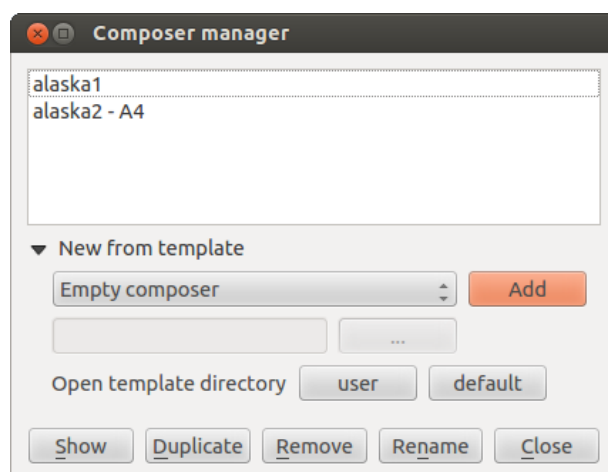 Composer manager
alaska1
alaska2 - A4
New from template
Empty composer Add
...
Open template directory user default
Show Duplicate Remove Rename Close